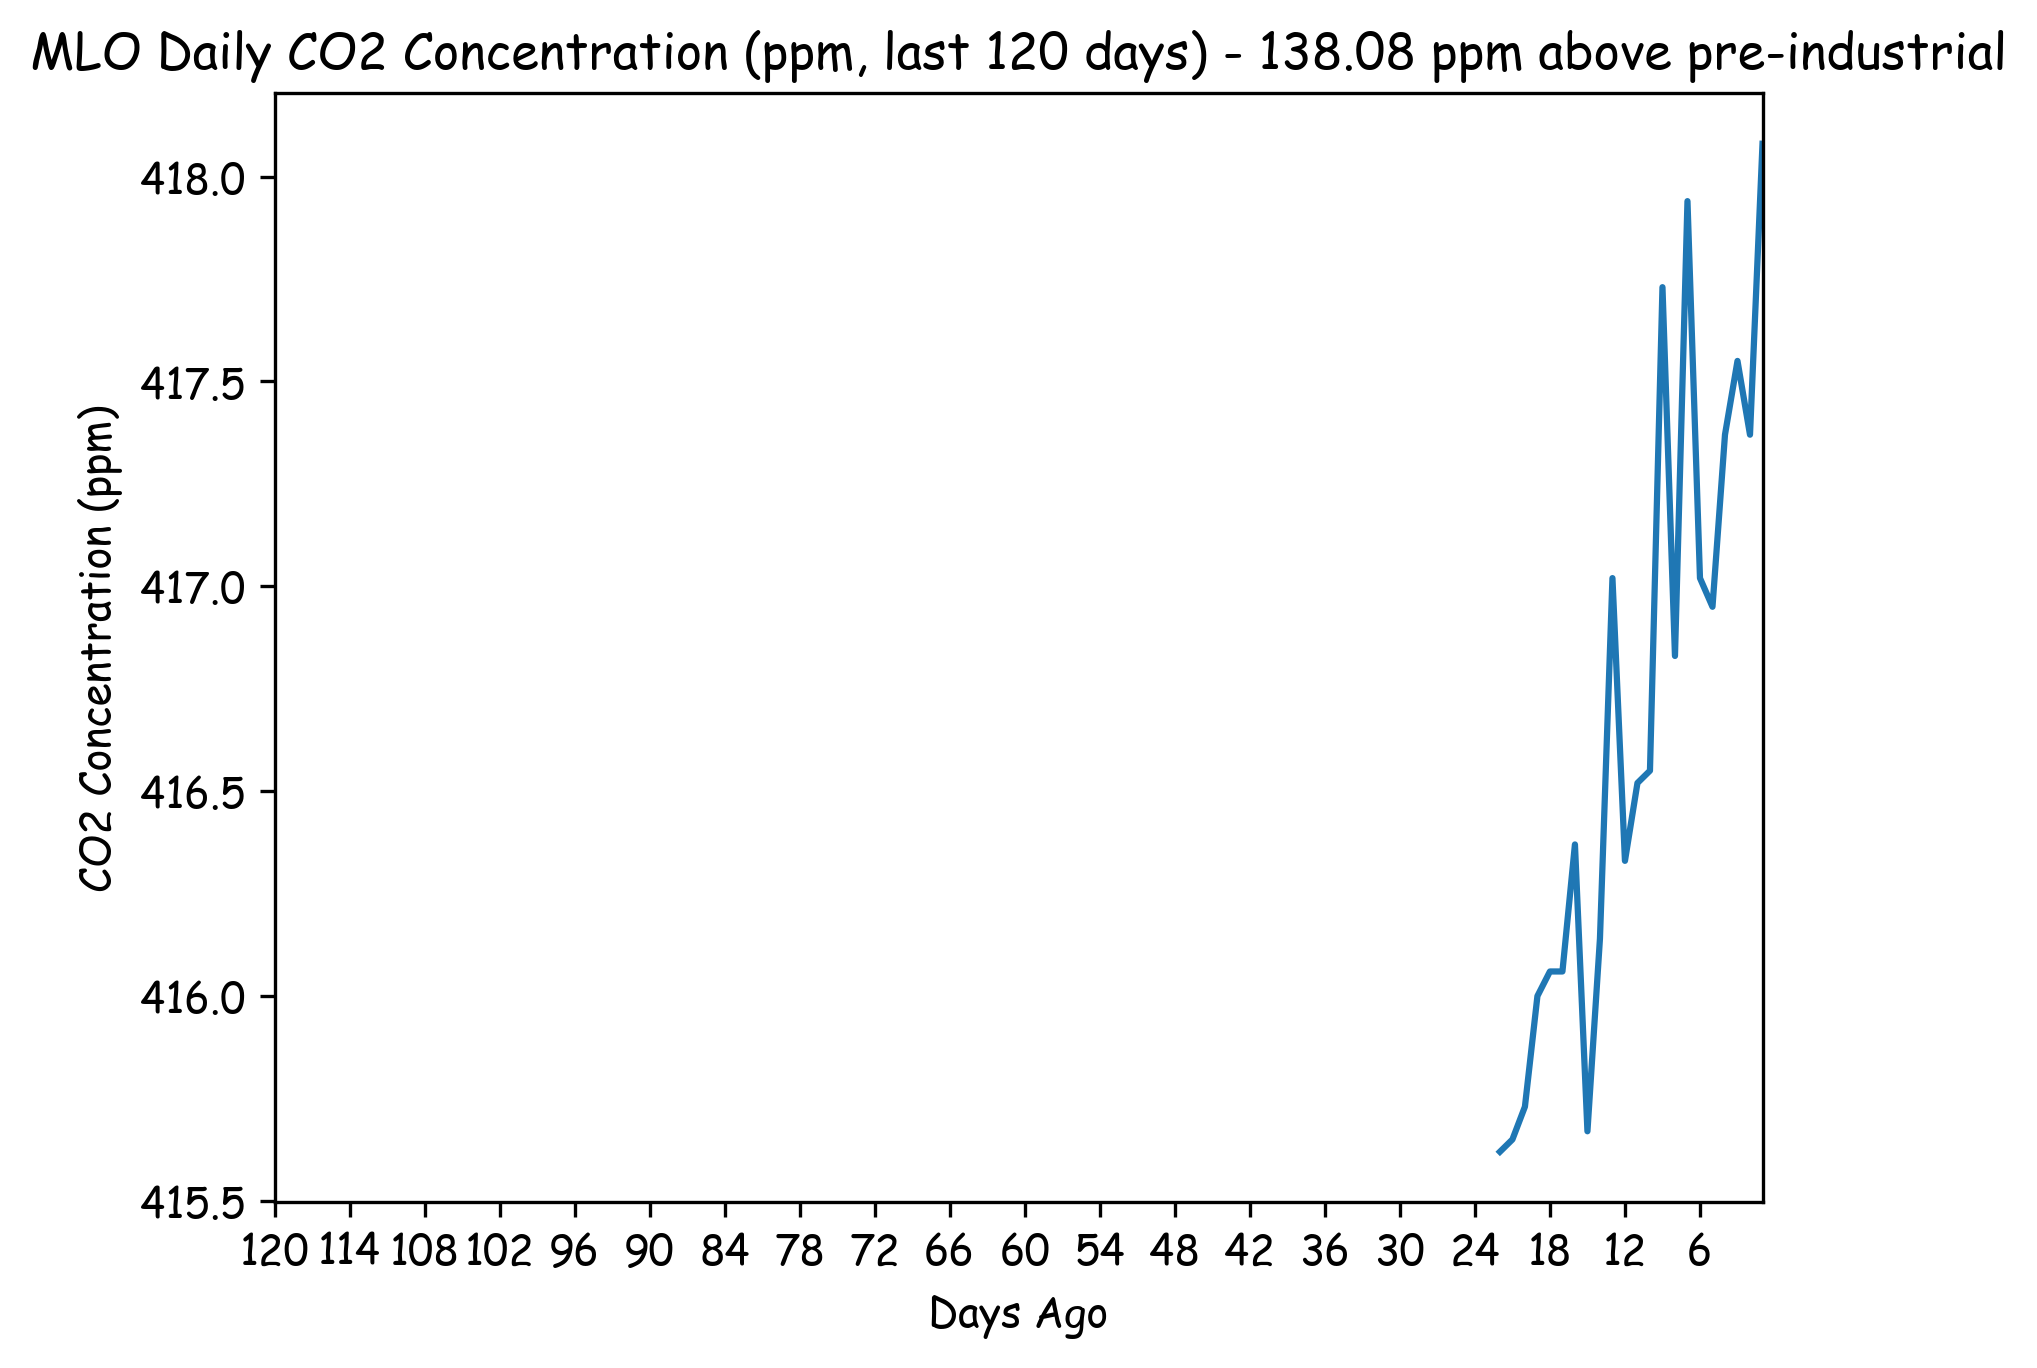 MLO Daily CO2 Concentration (ppm, last 120 days) - 138.08 ppm above pre-industrial
418.0
417.5
417.0
416.5
416.0
415.5
CO2 Concentration (ppm)
120 114 108 102 96 90 84 78 72 66 60 54 48 42 36 30 24 18 12 6
Days Ago